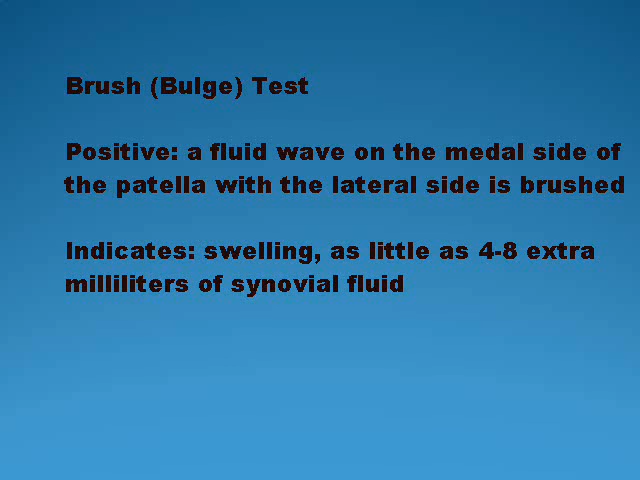 Brush (Bulge) Test
Positive: a fluid wave on the medal side of
the patella with the lateral side is brushed
Indicates: swelling, as little as 4-8 extra
milliliters of synovial fluid